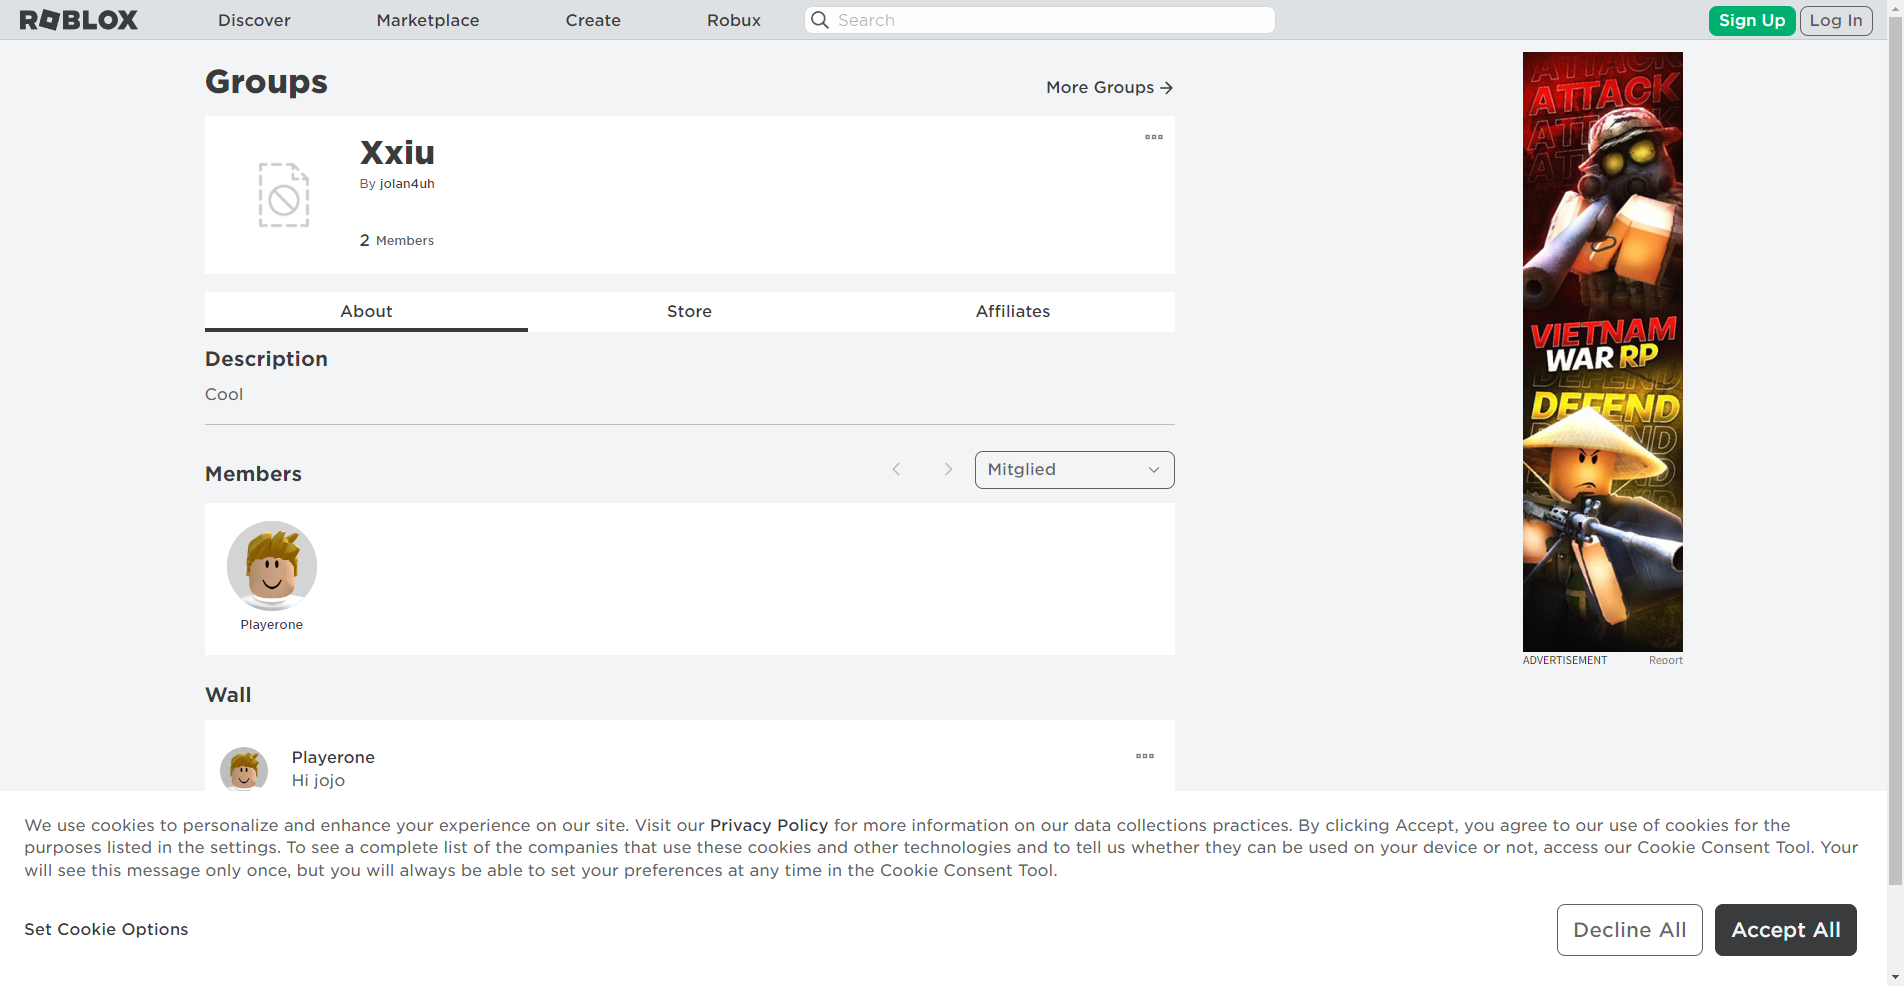 ROBLOX
Discover
Marketplace
Create
Robux
Search
Sign Up
Log In
Groups
More Groups
Xxiu
By jolan4uh
2 Members
About
Store
Affiliates
Description
Cool
Members
Mitglied
Playerone
Wall
Playerone
Hi jojo
ATTACK
ATTACK
ATTACK
ATTACK
VIETNAM
WAR RP
DEFEND
DEFEND
ADVERTISEMENT
Report
We use cookies to personalize and enhance your experience on our site. Visit our Privacy Policy for more information on our data collections practices. By clicking Accept, you agree to our use of cookies for the
purposes listed in the settings. To see a complete list of the companies that use these cookies and other technologies and to tell us whether they can be used on your device or not, access our Cookie Consent Tool. Your
will see this message only once, but you will always be able to set your preferences at any time in the Cookie Consent Tool.
Set Cookie Options
Decline All
Accept All